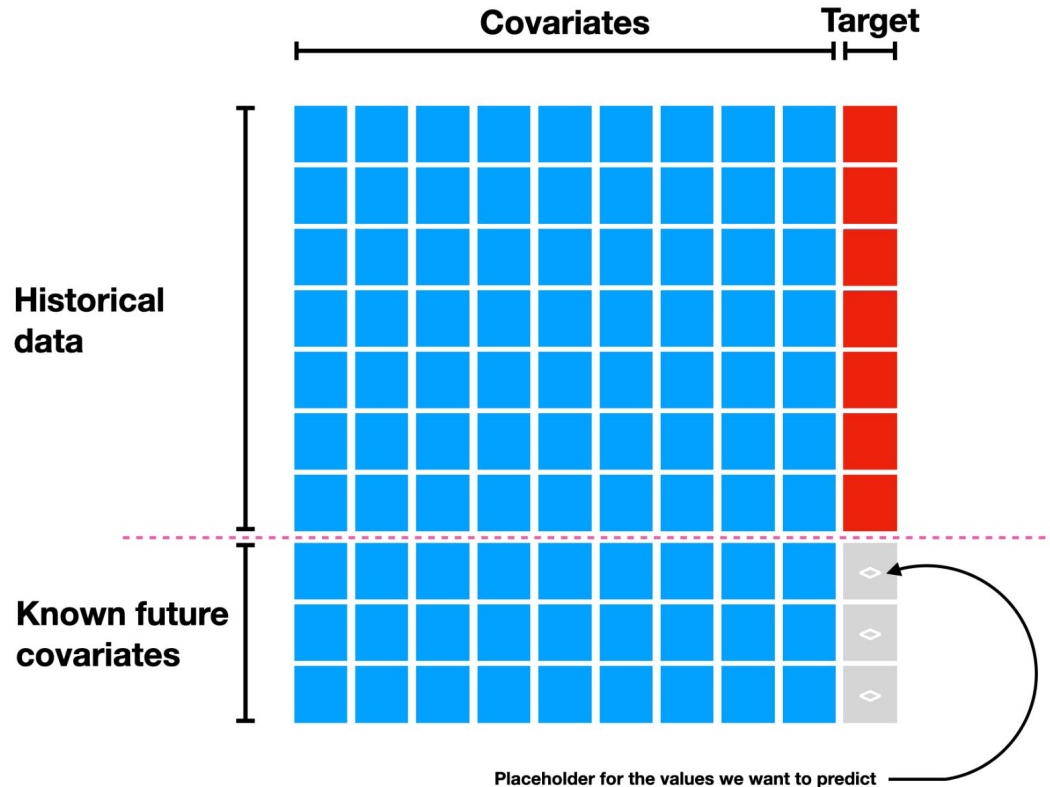 Covariates
Target
Historical
data
<>
Known future
covariates
<>
<>
Placeholder for the values we want to predict